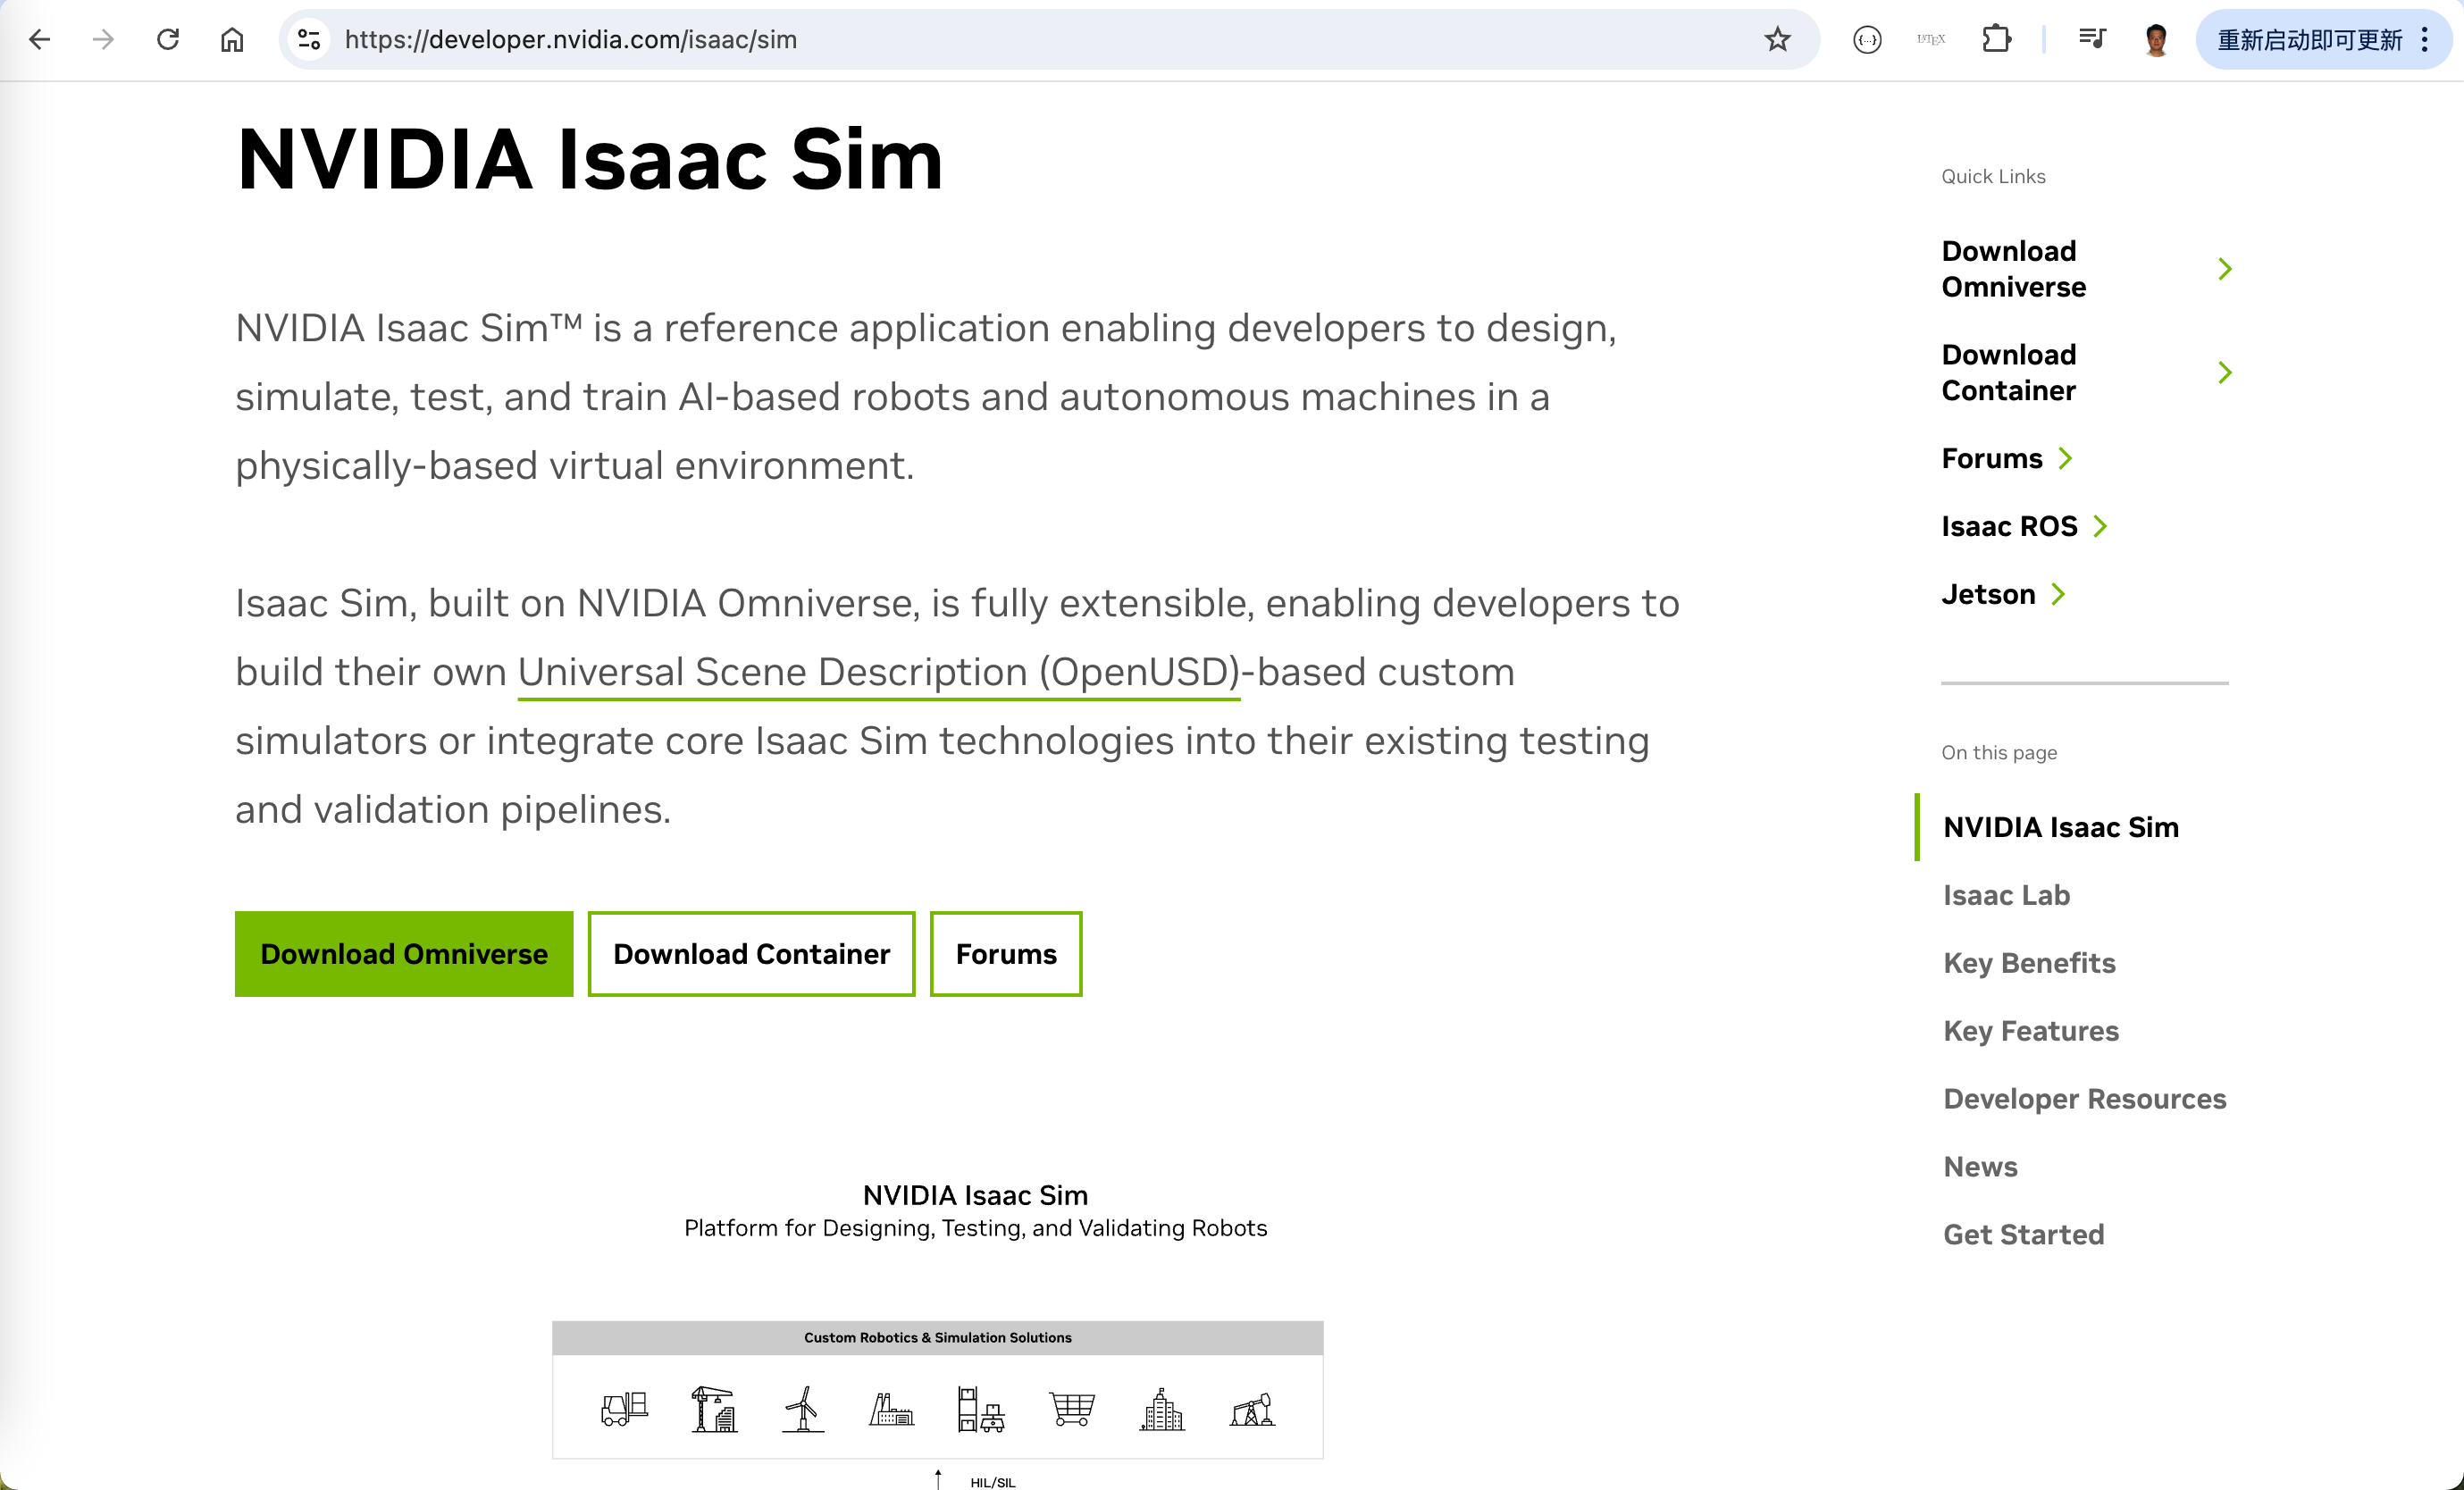 https://developer.nvidia.com/isaac/sim
{...}
LATEX
重新启动即可更新
NVIDIA Isaac Sim
NVIDIA Isaac Sim™ is a reference application enabling developers to design,
simulate, test, and train AI-based robots and autonomous machines in a
physically-based virtual environment.
Isaac Sim, built on NVIDIA Omniverse, is fully extensible, enabling developers to
build their own Universal Scene Description (OpenUSD)-based custom
simulators or integrate core Isaac Sim technologies into their existing testing
and validation pipelines.
Download Omniverse
Download Container
Forums
NVIDIA Isaac Sim
Platform for Designing, Testing, and Validating Robots
Custom Robotics & Simulation Solutions
HIL/SIL
Quick Links
Download
Omniverse
Download
Container
Forums
Isaac ROS
Jetson
On this page
NVIDIA Isaac Sim
Isaac Lab
Key Benefits
Key Features
Developer Resources
News
Get Started